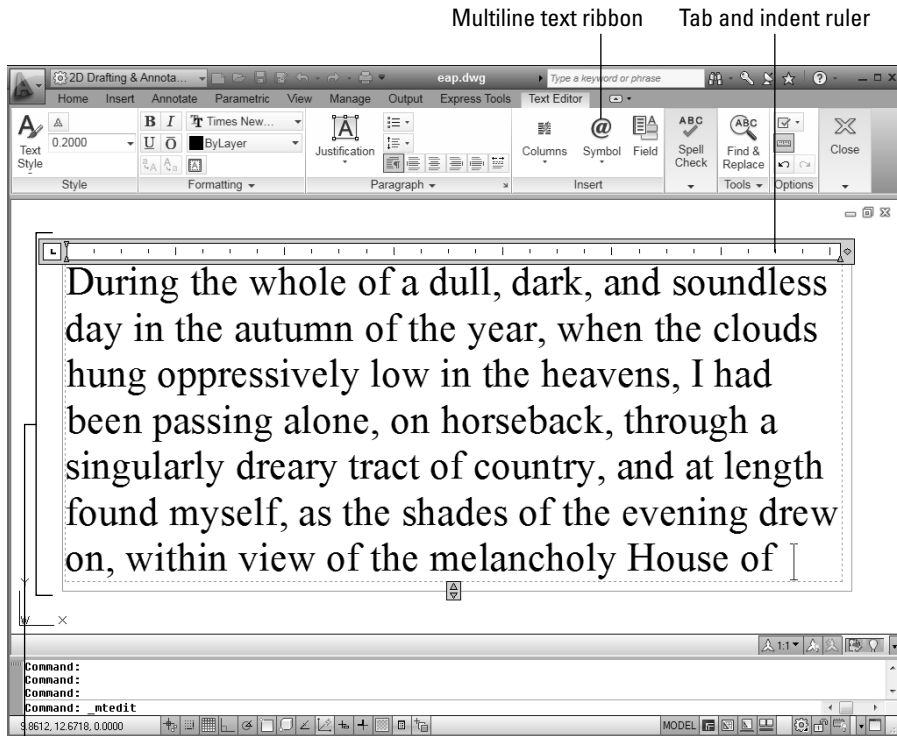 Multiline text ribbon Tab and indent ruler
2D Drafting & Annota... eap.dwg Type a keyword or phrase
Home Insert Annotate Parametric View Manage Output Express Tools Text Editor
A B I Times New... A ABC ABC
0.2000 U O ByLayer @ A
Text Style Justification Columns Symbol Field Spell Check Find & Replace Close
Style Formatting Paragraph Insert Tools Options
During the whole of a dull, dark, and soundless
day in the autumn of the year, when the clouds
hung oppressively low in the heavens, I had
been passing alone, on horseback, through a
singularly dreary tract of country, and at length
found myself, as the shades of the evening drew
on, within view of the melancholy House of
1:1
Command:
Command:
Command:
Command: _mtedit
9.8612, 12.6718, 0.0000 MODEL